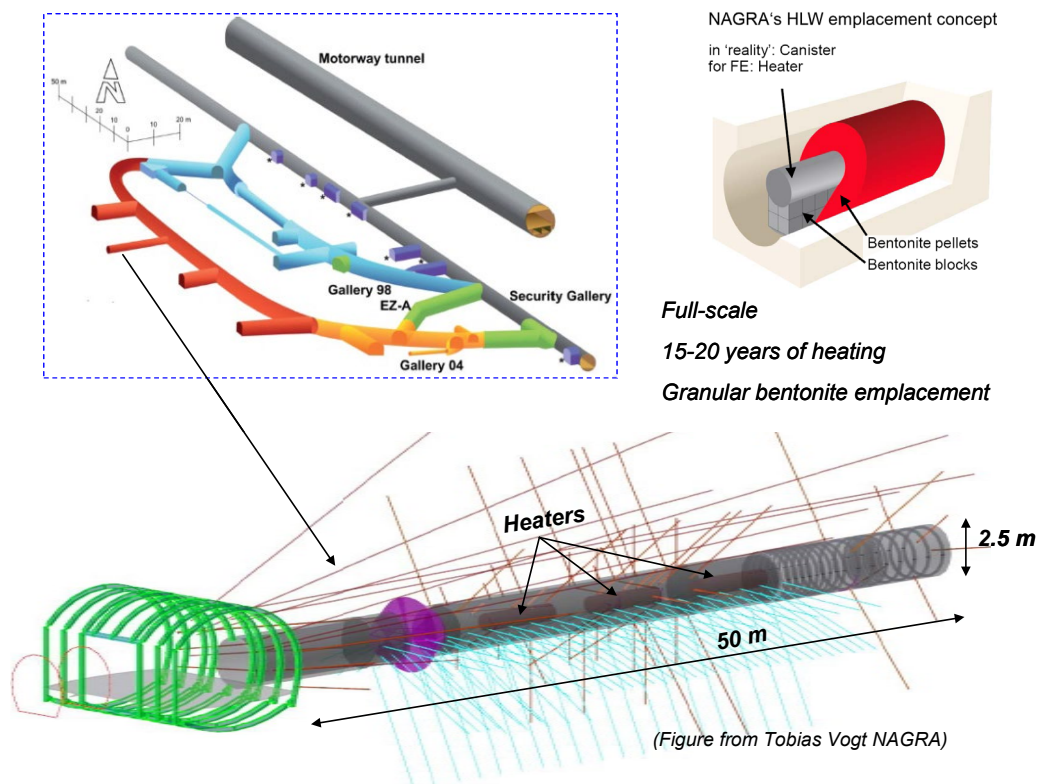 Motorway tunnel
50 m
20
10
0
10
20 m
N
*
*
*
*
*
*
*
Gallery 98
EZ-A
Security Gallery
Gallery 04
NAGRA‘s HLW emplacement concept
in ‘reality’: Canister
for FE: Heater
Bentonite pellets
Bentonite blocks
Full-scale
15-20 years of heating
Granular bentonite emplacement
Heaters
2.5 m
50 m
(Figure from Tobias Vogt NAGRA)